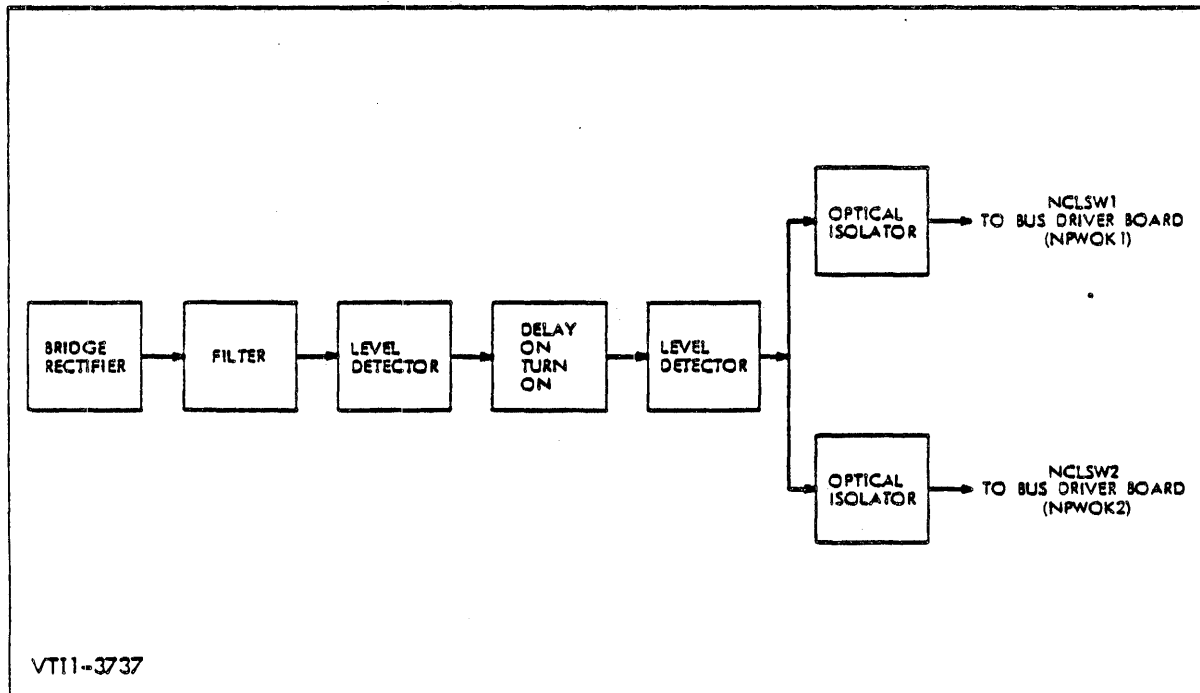 BRIDGE
RECTIFIER
FILTER
LEVEL
DETECTOR
DELAY
ON
TURN
ON
LEVEL
DETECTOR
OPTICAL
ISOLATOR
NCLSW1
TO BUS DRIVER BOARD
(NPWOK1)
OPTICAL
ISOLATOR
NCLSW2
TO BUS DRIVER BOARD
(NPWOK2)
VTI1-3737